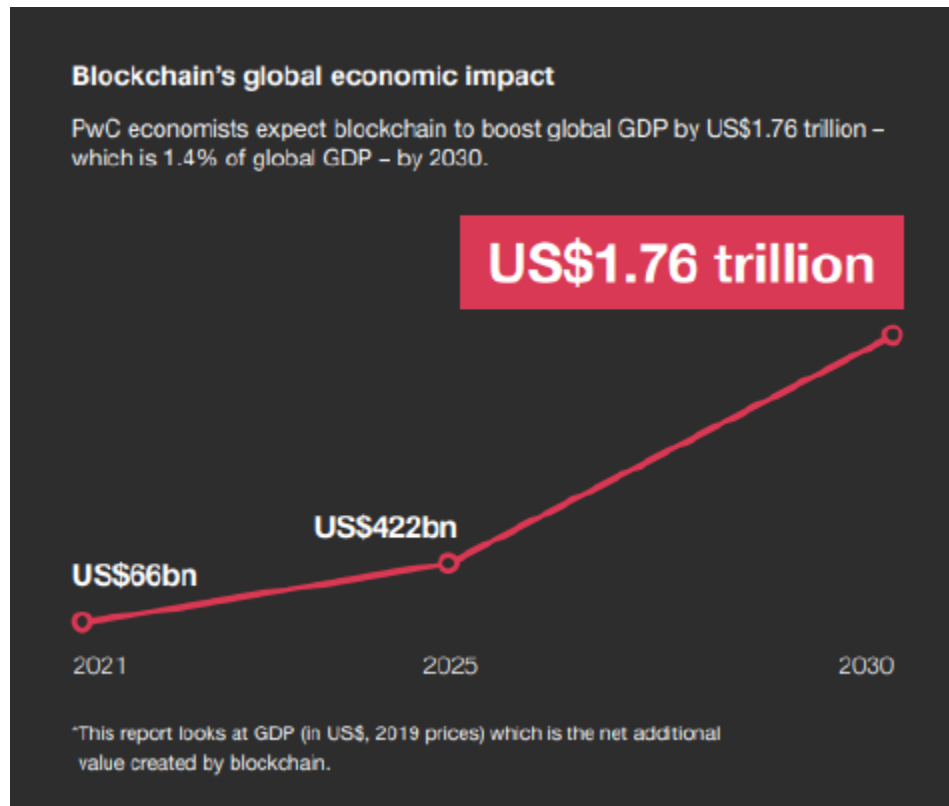 Blockchain's global economic impact
PwC economists expect blockchain to boost global GDP by US$1.76 trillion –
which is 1.4% of global GDP – by 2030.
US$1.76 trillion
US$422bn
US$66bn
2021 2025 2030
*This report looks at GDP (in US$, 2019 prices) which is the net additional
value created by blockchain.